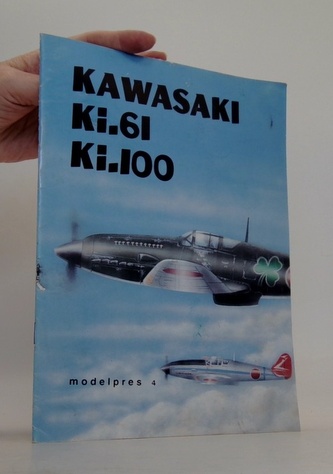 KAWASAKI
Ki.61
Ki.100
modelpres 4